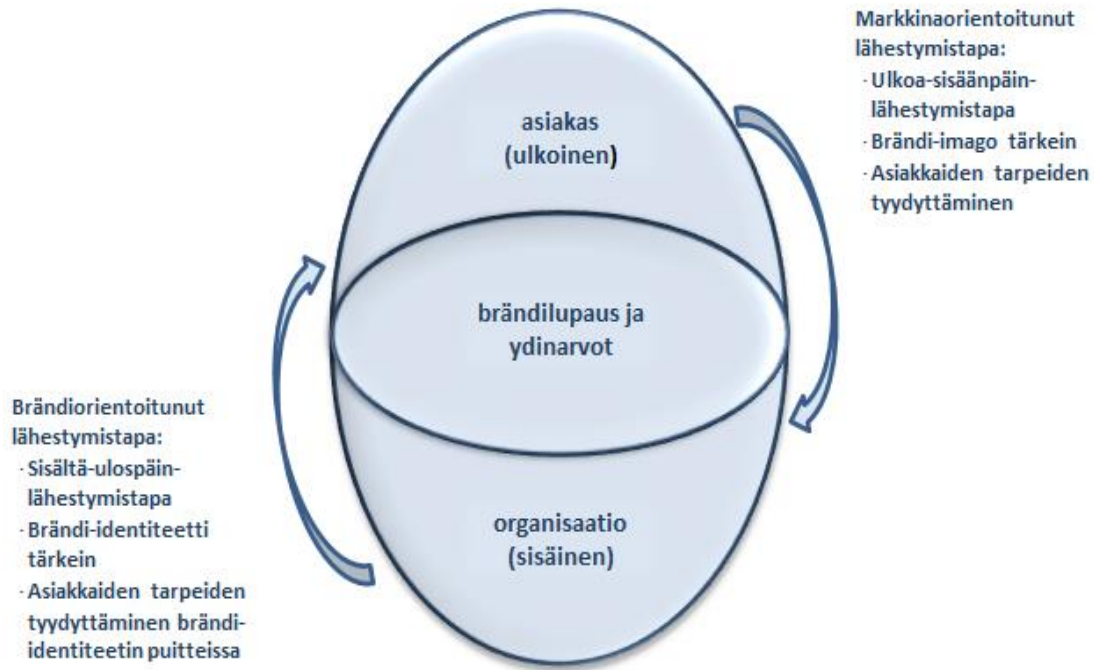 Markkinaorientoitunut
lähestymistapa:
· Ulkoa-sisäänpäin-
lähestymistapa
· Brändi-imago tärkein
· Asiakkaiden tarpeiden
tyydyttäminen
asiakas
(ulkoinen)
brändilupaus ja
ydinarvot
organisaatio
(sisäinen)
Brändiorientoitunut
lähestymistapa:
· Sisältä-ulospäin-
lähestymistapa
· Brändi-identiteetti
tärkein
· Asiakkaiden tarpeiden
tyydyttäminen brändi-
identiteetin puitteissa